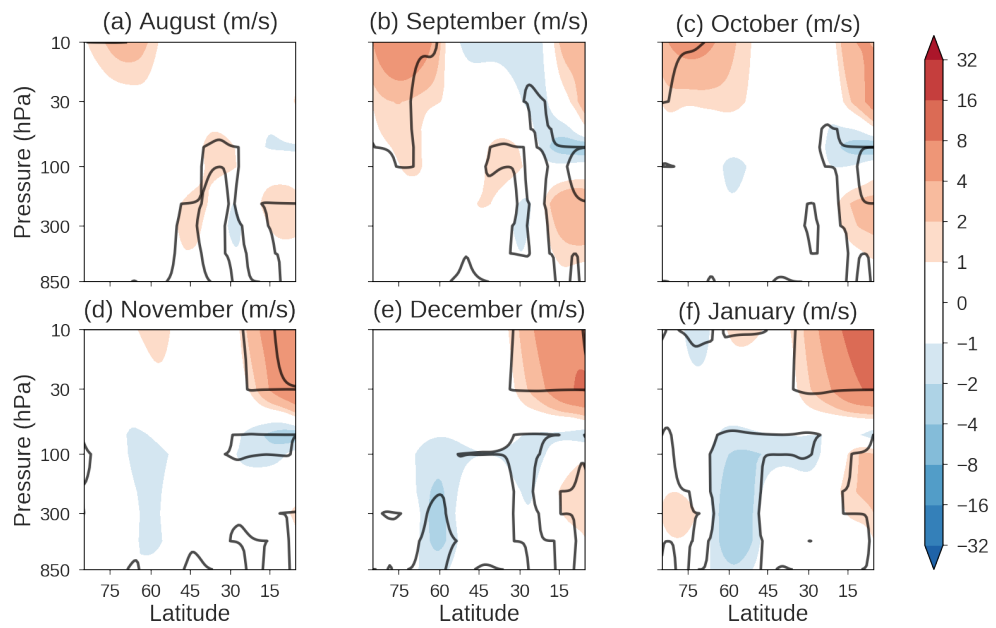 (a) August (m/s)
(b) September (m/s)
(c) October (m/s)
Pressure (hPa)
10
30
100
300
850
32
16
8
4
2
1
0
−1
−2
−4
−8
−16
−32
(d) November (m/s)
(e) December (m/s)
(f) January (m/s)
Pressure (hPa)
10
30
100
300
850
75 60 45 30 15
75 60 45 30 15
75 60 45 30 15
Latitude
Latitude
Latitude